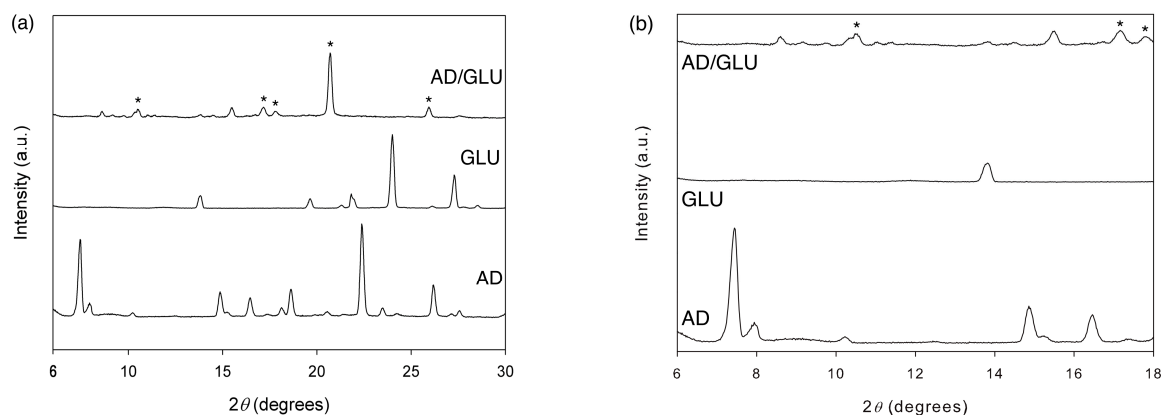 (a)
*
AD/GLU
* * * *
GLU
AD
Intensity (a.u.)
6 10 15 20 25 30
2θ (degrees)
(b)
* * *
AD/GLU
GLU
AD
Intensity (a.u.)
6 8 10 12 14 16 18
2θ (degrees)